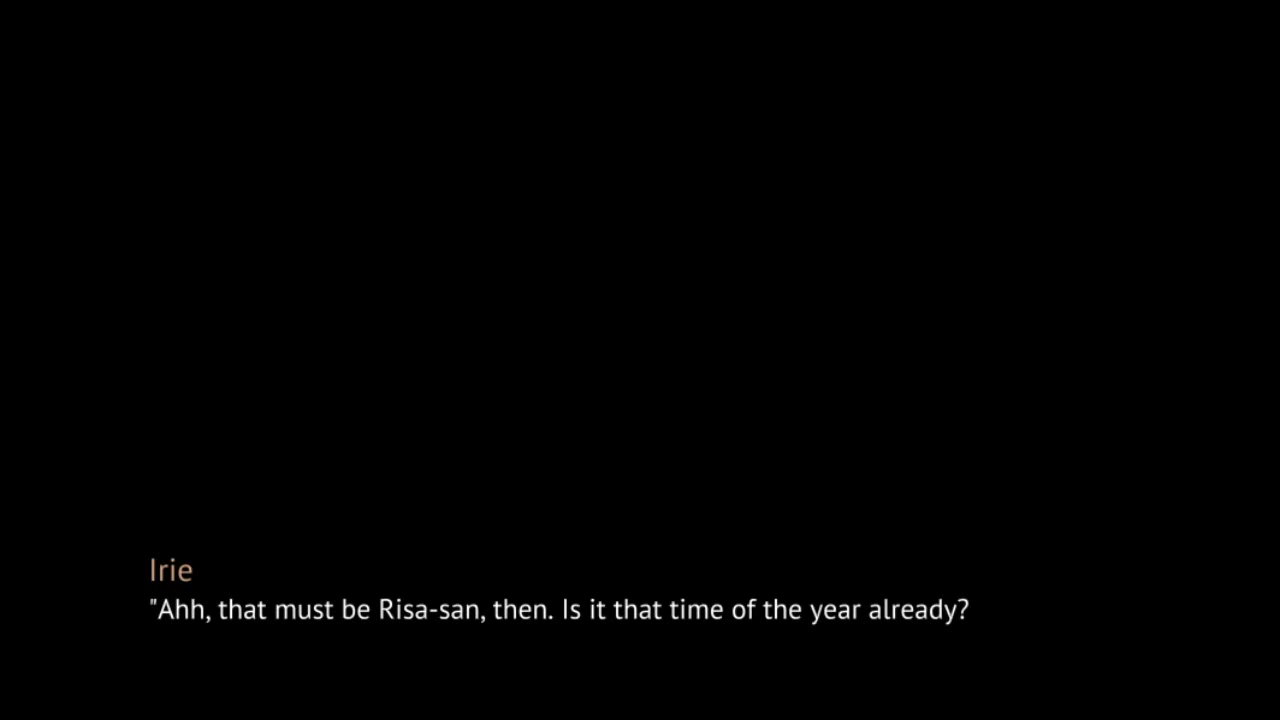 Irie
"Ahh, that must be Risa-san, then. Is it that time of the year already?